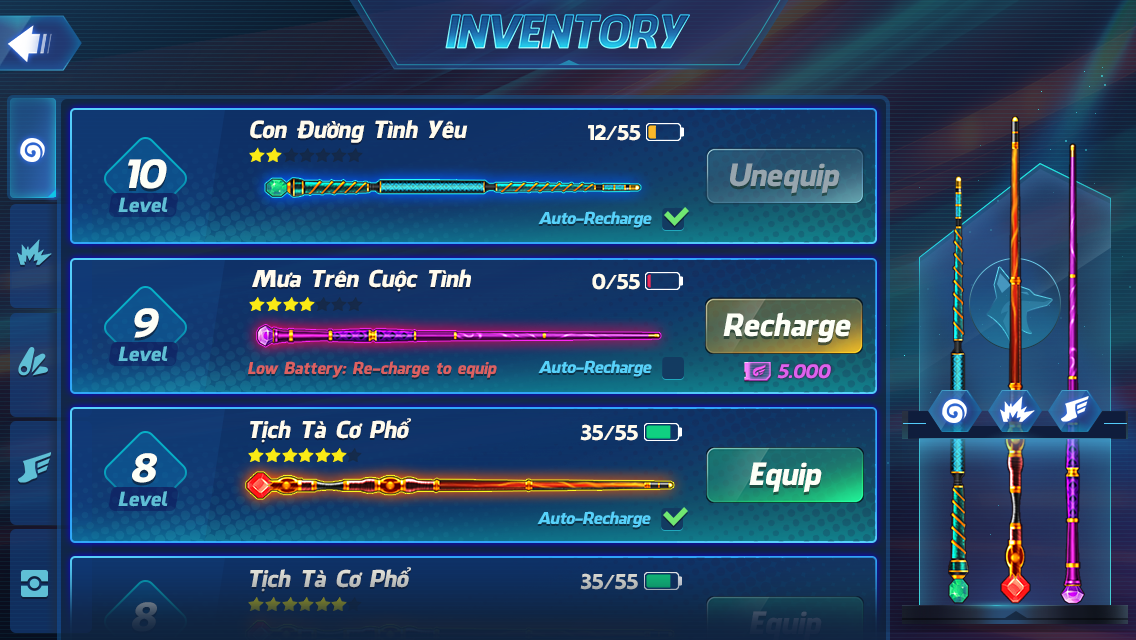 INVENTORY
Con Đường Tình Yêu
12/55
10
Level
Unequip
Auto-Recharge
Mưa Trên Cuộc Tình
0/55
9
Level
Recharge
Low Battery: Re-charge to equip
Auto-Recharge
5.000
Tịch Tà Cơ Phổ
35/55
8
Level
Equip
Auto-Recharge
Tịch Tà Cơ Phổ
35/55
8
Equip